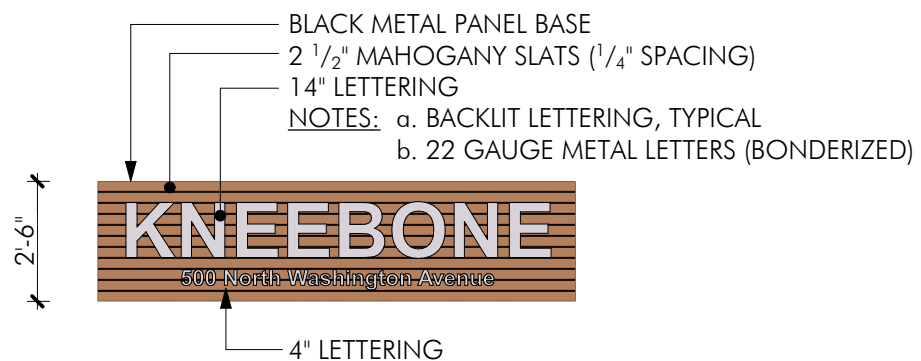 BLACK METAL PANEL BASE
2 1/2" MAHOGANY SLATS (1/4" SPACING)
14" LETTERING
NOTES: a. BACKLIT LETTERING, TYPICAL
b. 22 GAUGE METAL LETTERS (BONDERIZED)
2'-6"
KNEEBONE
500 North Washington Avenue
4" LETTERING